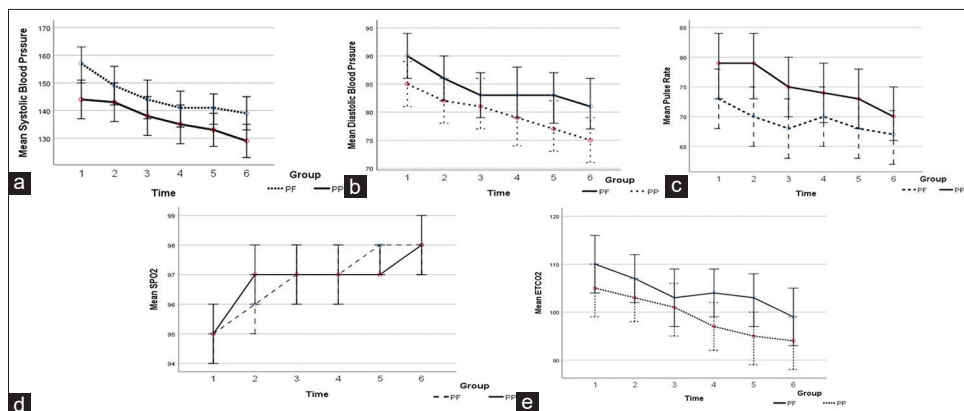 Mean Systolic Blood Prssure
170
160
150
140
130
1 2 3 4 5 6
Time
Group
PF PP
a
Mean Diastolic Blood Prssure
95
90
85
80
75
70
1 2 3 4 5 6
Time
Group
PF PP
b
Mean Pulse Rate
85
80
75
70
65
1 2 3 4 5 6
Time
Group
PF PP
c
Mean SPO2
99
98
97
96
95
94
1 2 3 4 5 6
Time
Group
PF PP
d
Mean ETCO2
120
110
100
90
1 2 3 4 5 6
Time
Group
PF PP
e